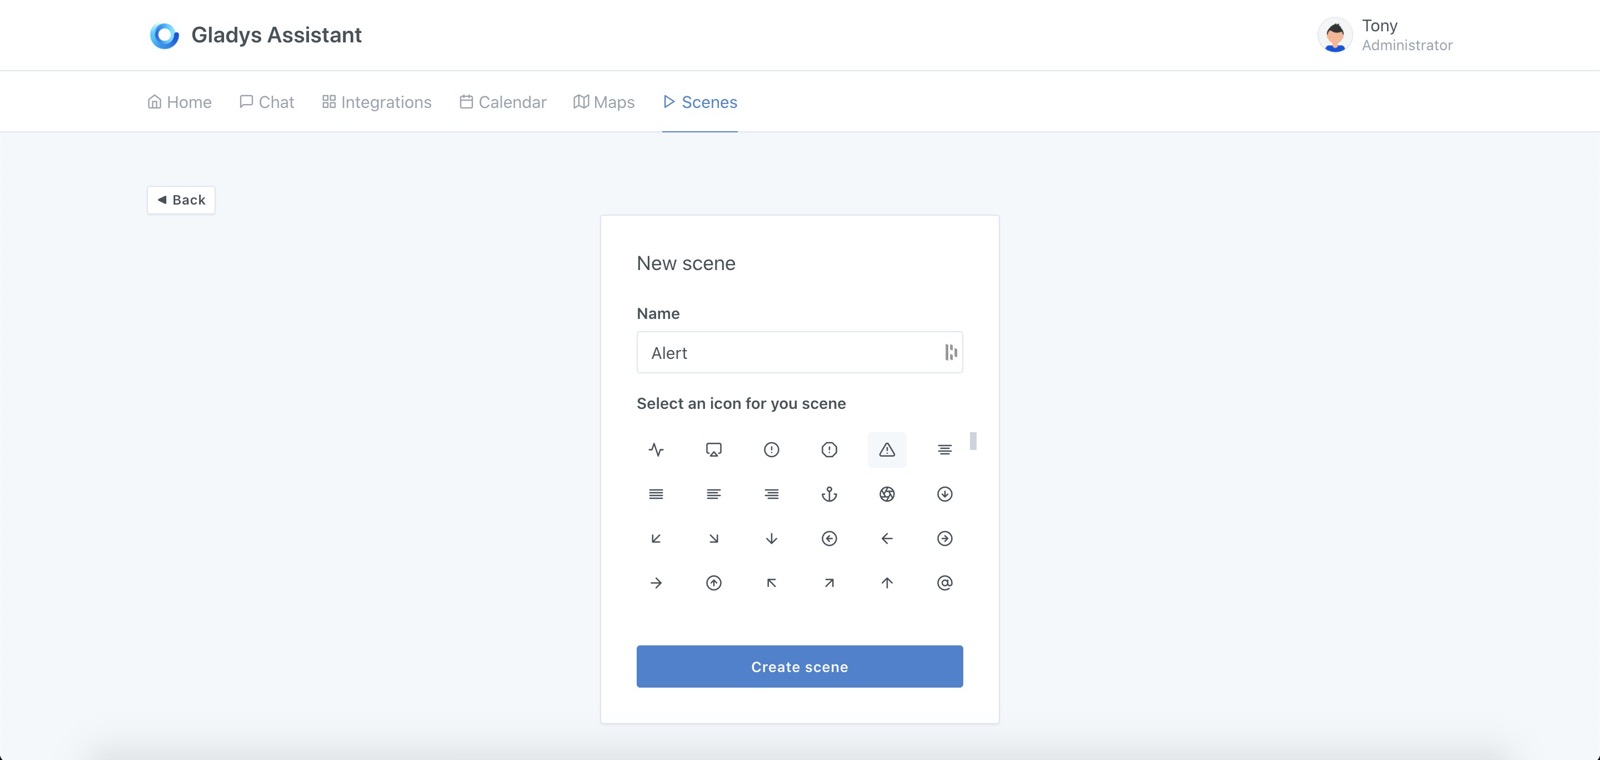 Gladys Assistant
Tony
Administrator
Home Chat Integrations Calendar Maps Scenes
◄ Back
New scene
Name
Alert
Select an icon for you scene
Create scene